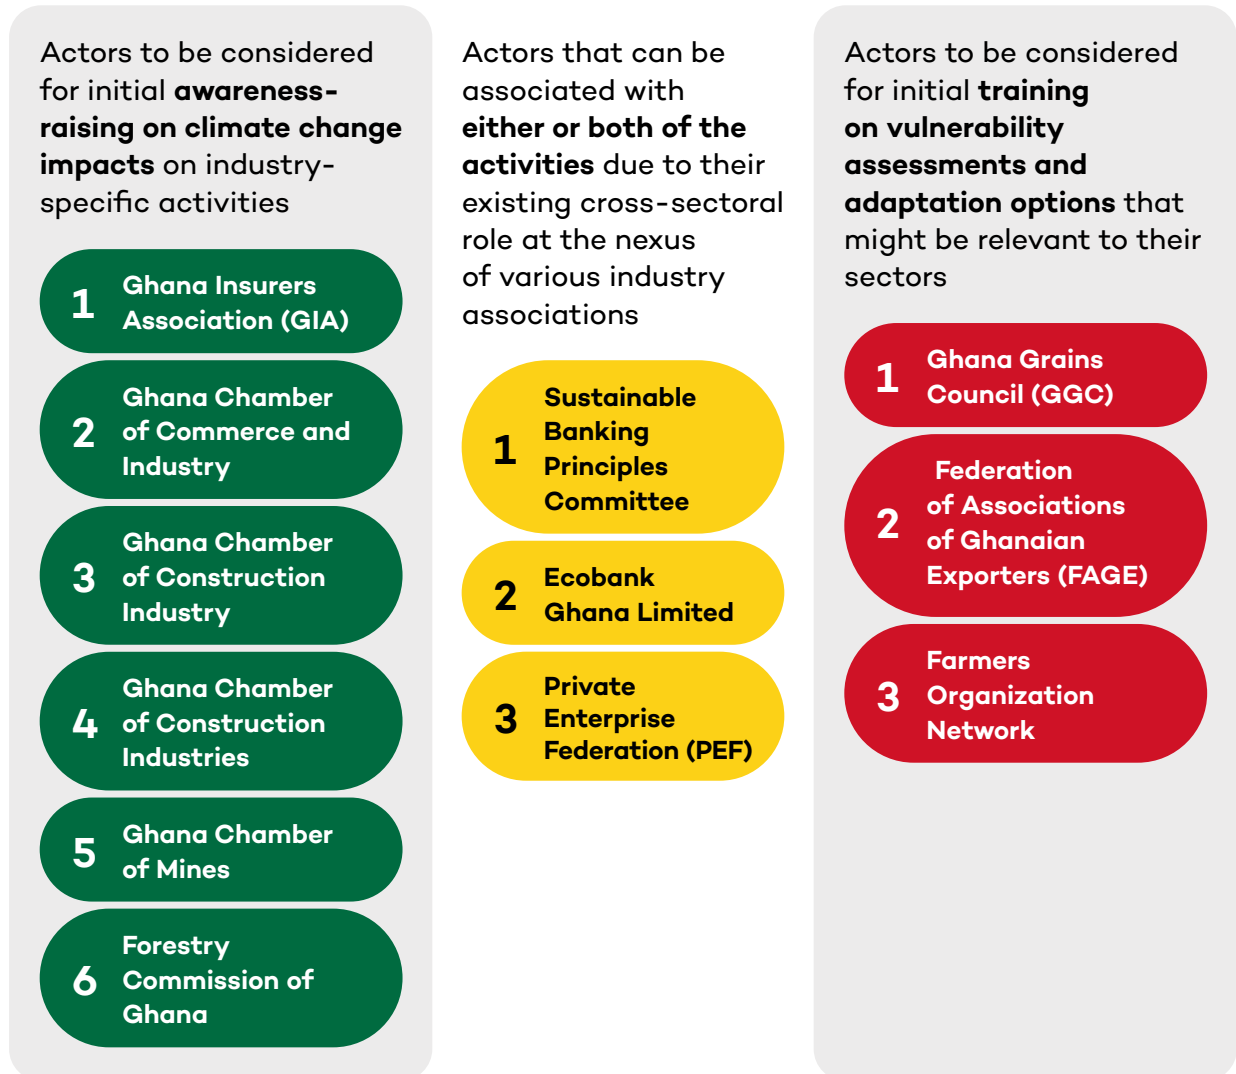 Actors to be considered
for initial awareness-
raising on climate change
impacts on industry-
specific activities
1
Ghana Insurers
Association (GIA)
2
Ghana Chamber
of Commerce and
Industry
3
Ghana Chamber
of Construction
Industry
4
Ghana Chamber
of Construction
Industries
5
Ghana Chamber
of Mines
6
Forestry
Commission of
Ghana
Actors that can be
associated with
either or both of the
activities due to their
existing cross-sectoral
role at the nexus
of various industry
associations
1
Sustainable
Banking
Principles
Committee
2
Ecobank
Ghana Limited
3
Private
Enterprise
Federation (PEF)
Actors to be considered
for initial training
on vulnerability
assessments and
adaptation options that
might be relevant to their
sectors
1
Ghana Grains
Council (GGC)
2
Federation
of Associations
of Ghanaian
Exporters (FAGE)
3
Farmers
Organization
Network